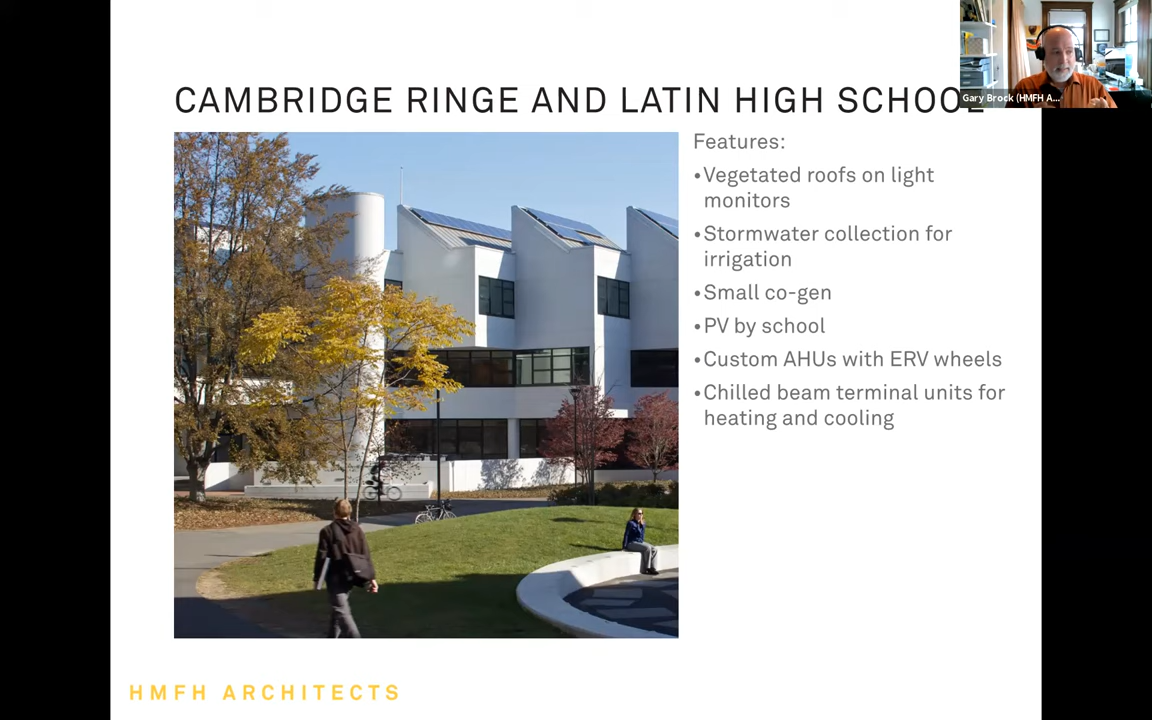 CAMBRIDGE RINGE AND LATIN HIGH SCHOOL
Gary Brock (HMFH A...
Features:
•Vegetated roofs on light
monitors
•Stormwater collection for
irrigation
•Small co-gen
•PV by school
•Custom AHUs with ERV wheels
•Chilled beam terminal units for
heating and cooling
HMFH ARCHITECTS